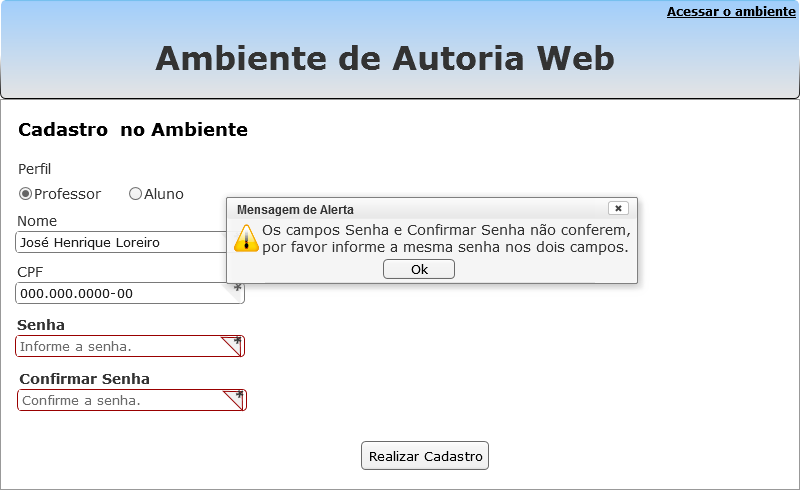 Acessar o ambiente
Ambiente de Autoria Web
Cadastro no Ambiente
Perfil
Professor Aluno
Nome
José Henrique Loreiro
Mensagem de Alerta
Os campos Senha e Confirmar Senha não conferem,
por favor informe a mesma senha nos dois campos.
Ok
CPF
000.000.0000-00 *
Senha
Informe a senha. *
Confirmar Senha
Confirme a senha. *
Realizar Cadastro